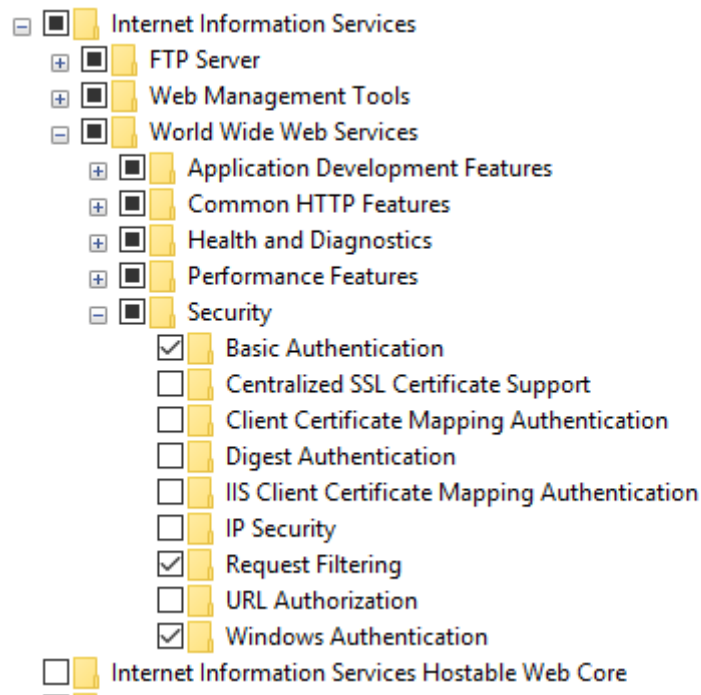 Internet Information Services
FTP Server
Web Management Tools
World Wide Web Services
Application Development Features
Common HTTP Features
Health and Diagnostics
Performance Features
Security
Basic Authentication
Centralized SSL Certificate Support
Client Certificate Mapping Authentication
Digest Authentication
IIS Client Certificate Mapping Authentication
IP Security
Request Filtering
URL Authorization
Windows Authentication
Internet Information Services Hostable Web Core